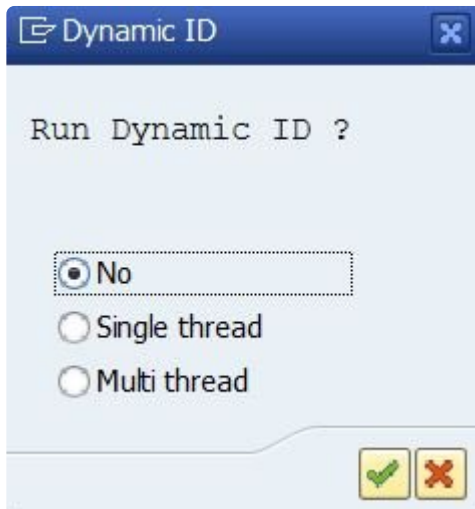 Dynamic ID
Run Dynamic ID ?
No
Single thread
Multi thread